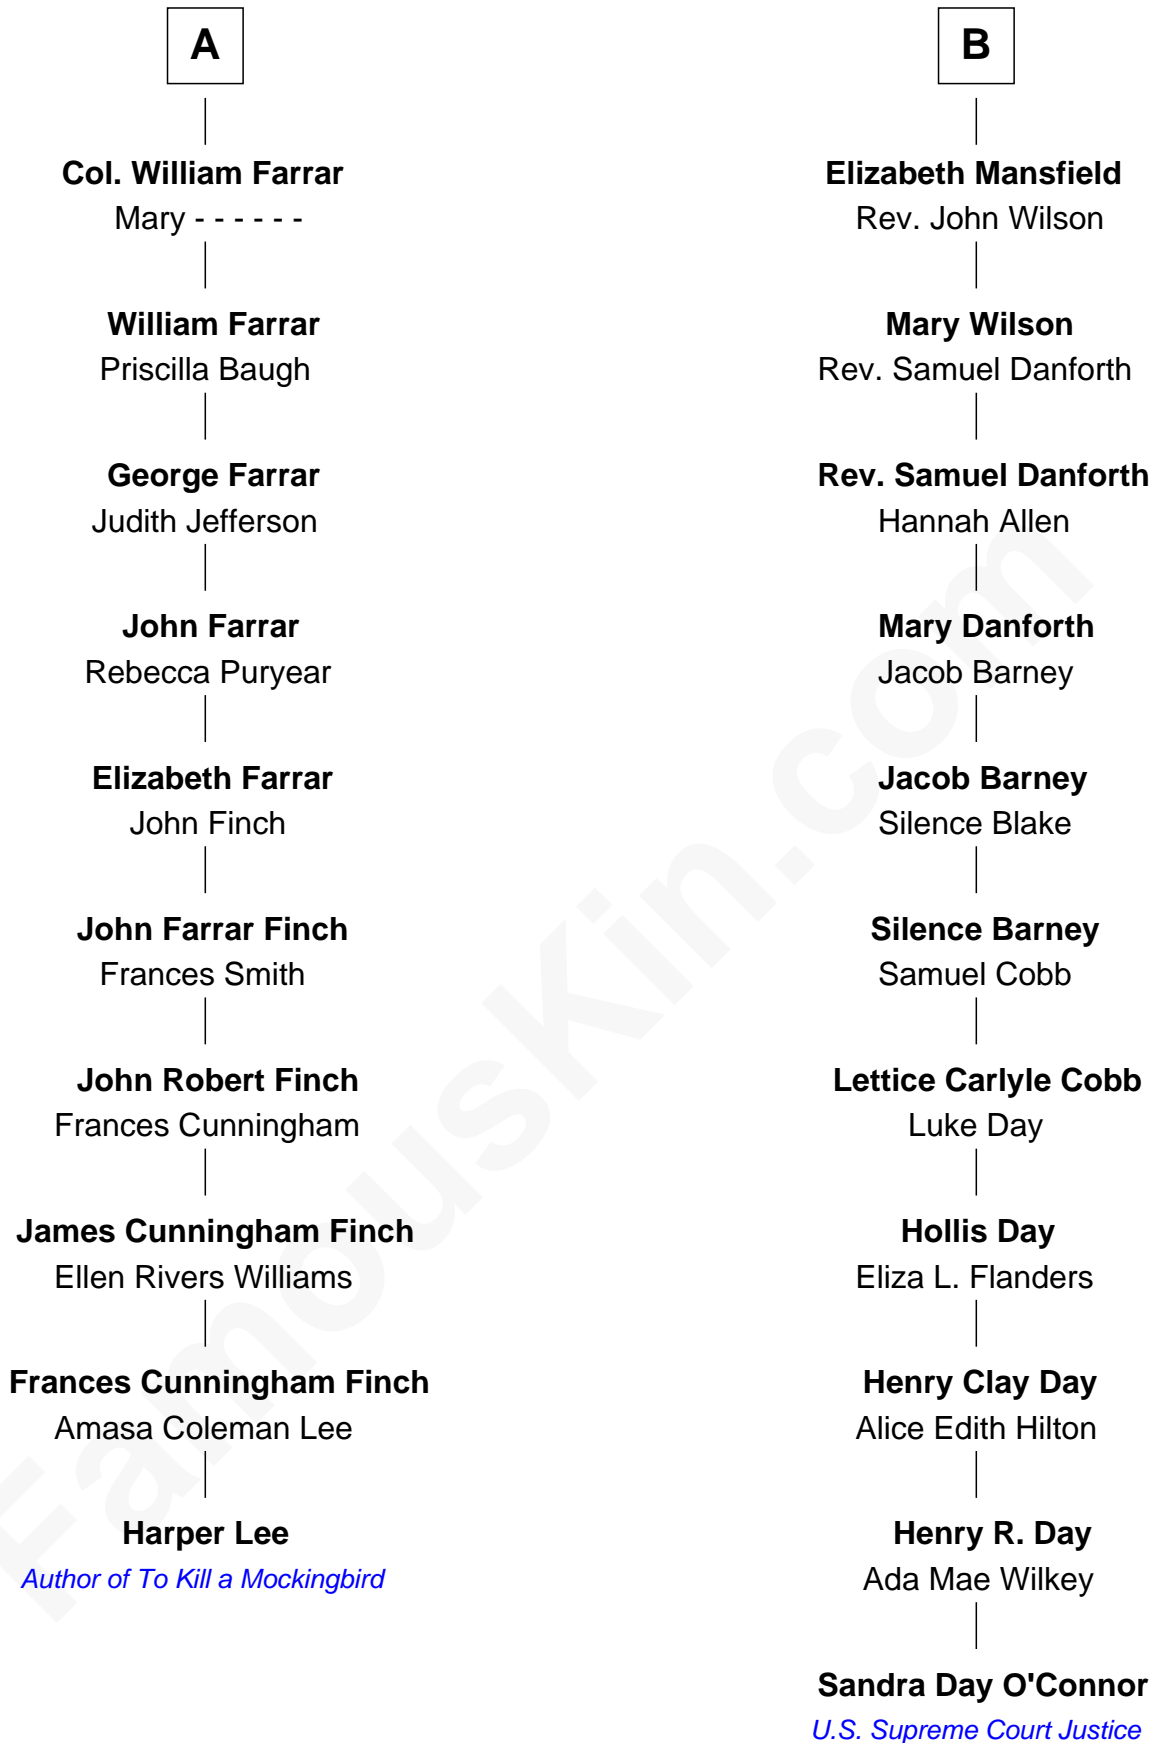 A
Col. William Farrar
Mary - - - - - -
William Farrar
Priscilla Baugh
George Farrar
Judith Jefferson
John Farrar
Rebecca Puryear
Elizabeth Farrar
John Finch
John Farrar Finch
Frances Smith
John Robert Finch
Frances Cunningham
James Cunningham Finch
Ellen Rivers Williams
Frances Cunningham Finch
Amasa Coleman Lee
Harper Lee
Author of To Kill a Mockingbird
B
Elizabeth Mansfield
Rev. John Wilson
Mary Wilson
Rev. Samuel Danforth
Rev. Samuel Danforth
Hannah Allen
Mary Danforth
Jacob Barney
Jacob Barney
Silence Blake
Silence Barney
Samuel Cobb
Lettice Carlyle Cobb
Luke Day
Hollis Day
Eliza L. Flanders
Henry Clay Day
Alice Edith Hilton
Henry R. Day
Ada Mae Wilkey
Sandra Day O'Connor
U.S. Supreme Court Justice
FamousKin.com